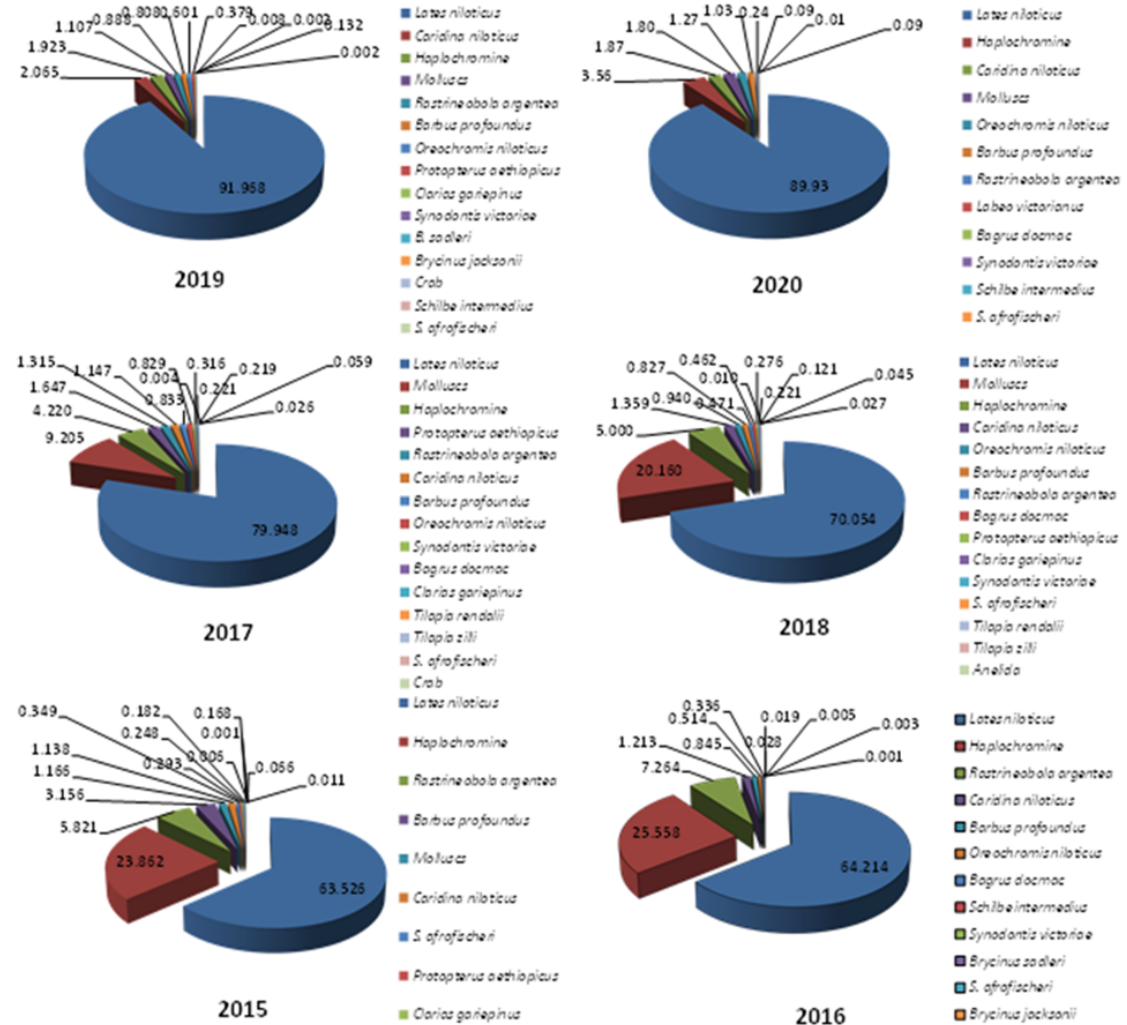 0.808
0.601
0.379
0.888
0.008
0.002
1.107
0.132
1.923
0.002
2.065
91.968
2019
Lates niloticus
Caridina niloticus
Haplochromine
Molluscs
Rastrineobola argentea
Barbus profoundus
Oreochromis niloticus
Protopterus aethiopicus
Clarias gariepinus
Synodontis victoriae
B. sadleri
Brycinus jacksonii
Crab
Schilbe intermedius
S. afrofischeri
1.03
0.24
0.09
1.27
0.01
1.80
0.09
1.87
3.56
89.93
2020
Lates niloticus
Haplochromine
Caridina niloticus
Molluscs
Oreochromis niloticus
Barbus profoundus
Rastrineobola argentea
Labeo victorianus
Bagrus docmac
Synodontis victoriae
Schilbe intermedius
S. afrofischeri
1.315
0.829
0.316
0.059
1.147
0.004
0.219
1.647
0.221
0.833
0.026
4.220
9.205
79.948
2017
Lates niloticus
Molluscs
Haplochromine
Protopterus aethiopicus
Rastrineobola argentea
Caridina niloticus
Barbus profoundus
Oreochromis niloticus
Synodontis victoriae
Bagrus docmac
Clarias gariepinus
Tilapia rendalii
Tilapia zilli
S. afrofischeri
Crab
0.462
0.276
0.827
0.121
0.010
0.045
1.359
0.940
0.471
0.221
0.027
5.000
20.160
70.054
2018
Lates niloticus
Molluscs
Haplochromine
Caridina niloticus
Oreochromis niloticus
Barbus profoundus
Rastrineobola argentea
Bagrus docmac
Protopterus aethiopicus
Clarias gariepinus
Synodontis victoriae
S. afrofischeri
Tilapia rendalii
Tilapia zilli
Anelida
0.349
0.182
0.168
0.248
0.001
1.138
0.293
0.006
1.166
0.056
0.011
3.156
5.821
23.862
63.526
2015
Lates niloticus
Haplochromine
Rastrineobola argentea
Barbus profoundus
Molluscs
Caridina niloticus
S. afrofischeri
Protopterus aethiopicus
Clarias gariepinus
0.336
0.514
0.019
0.005
0.003
1.213
0.845
0.028
0.001
7.264
25.558
64.214
2016
Lates niloticus
Haplochromine
Rastrineobola argentea
Caridina niloticus
Barbus profoundus
Oreochromis niloticus
Bagrus docmac
Schilbe intermedius
Synodontis victoriae
Brycinus sadleri
S. afrofischeri
Brycinus jacksonii